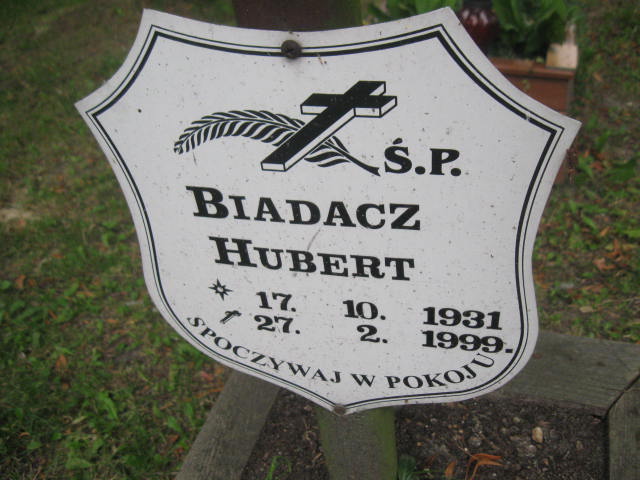 Ś.P.
BIADACZ
HUBERT
17. 10. 1931
27. 2. 1999.
SPOCZYWAJ W POKOJU